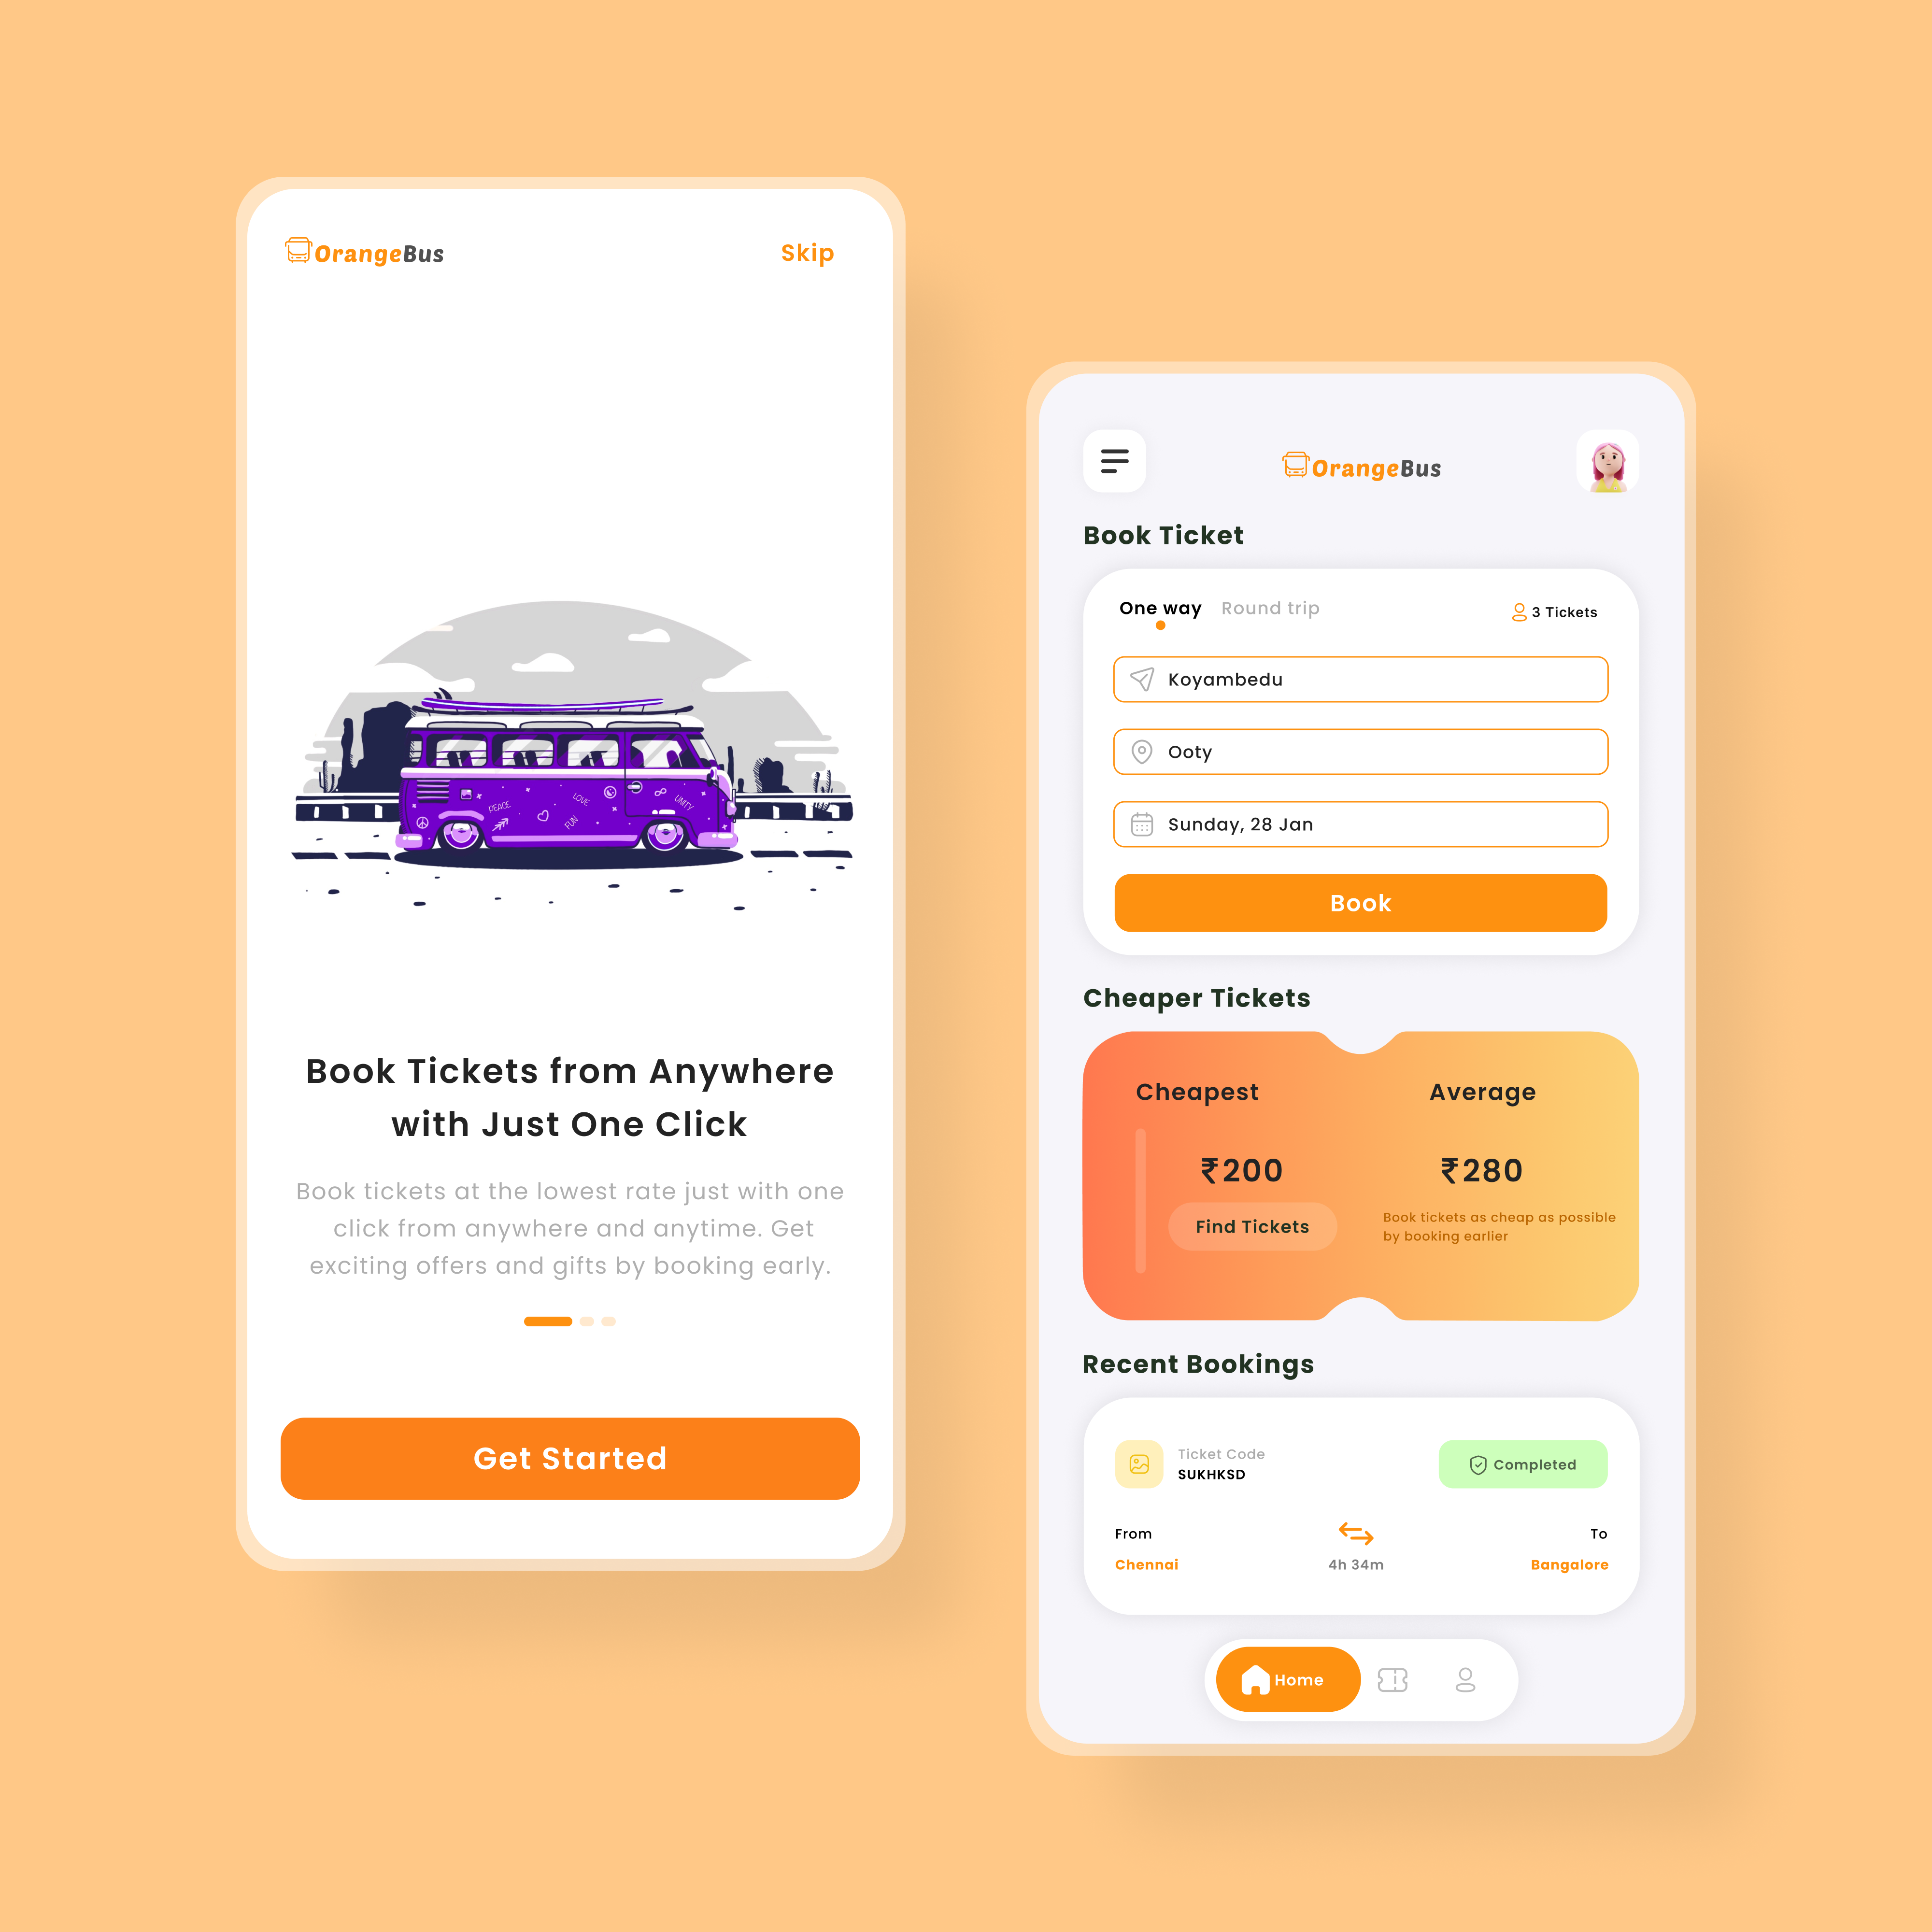 OrangeBus
Skip
PEACE
LOVE
FUN
UNITY
Book Tickets from Anywhere
with Just One Click
Book tickets at the lowest rate just with one
click from anywhere and anytime. Get
exciting offers and gifts by booking early.
Get Started
OrangeBus
Book Ticket
One way Round trip 3 Tickets
Koyambedu
Ooty
Sunday, 28 Jan
Book
Cheaper Tickets
Cheapest Average
₹200 ₹280
Find Tickets
Book tickets as cheap as possible
by booking earlier
Recent Bookings
Ticket Code
SUKHKSD
Completed
From To
Chennai 4h 34m Bangalore
Home